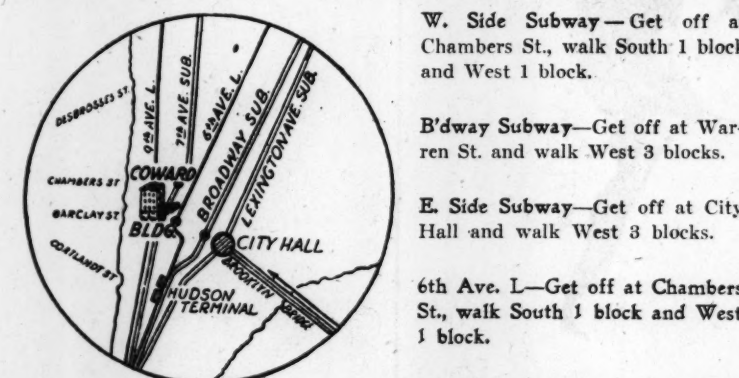 DESBROSSES ST.
9th AVE. L.
7TH AVE. SUB.
6th AVE. L.
BROADWAY SUB.
LEXINGTON AVE. SUB.
COWARD
BLDG
CHAMBERS ST
BARCLAY ST
CORTLANDT ST
CITY HALL
HUDSON
TERMINAL
BROOKLYN
BRIDGE
W. Side Subway—Get off a
Chambers St., walk South 1 block
and West 1 block.
B'dway Subway—Get off at War-
ren St. and walk West 3 blocks.
E. Side Subway—Get off at City
Hall and walk West 3 blocks.
6th Ave. L—Get off at Chambers
St., walk South 1 block and West
1 block.